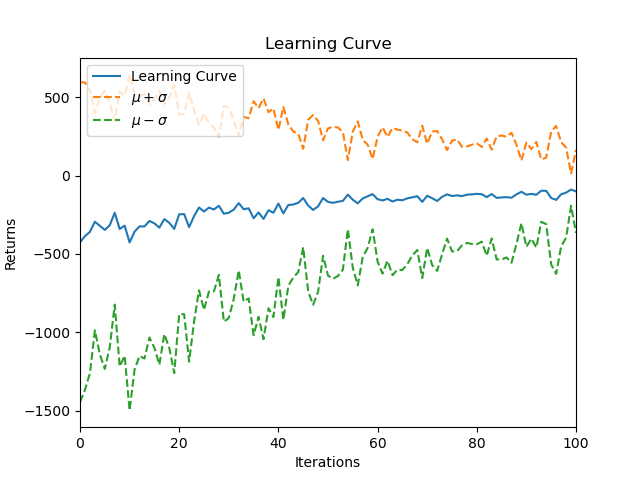 Learning Curve
Learning Curve
μ − σ
μ − σ
500
0
−500
−1000
−1500
Returns
0 20 40 60 80 100
Iterations